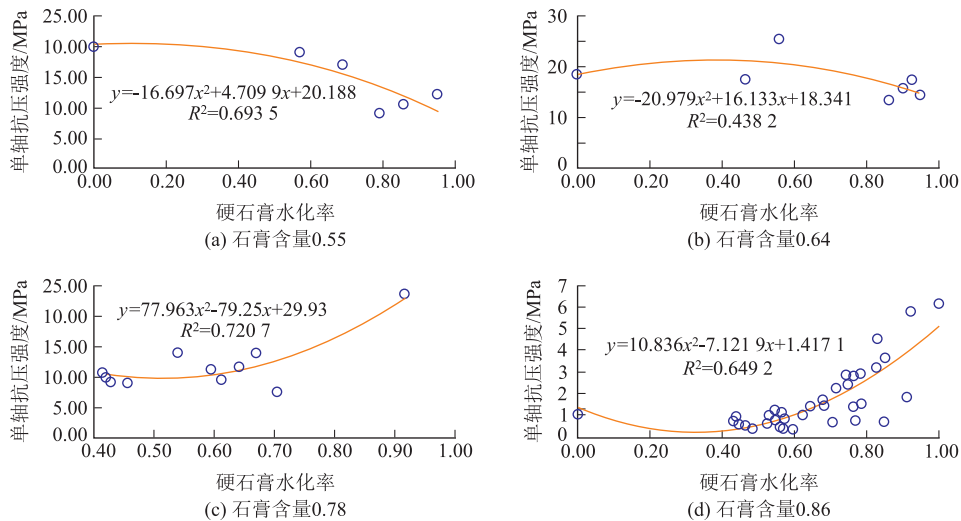 单轴抗压强度/MPa
25.00
10.00
15.00
10.00
5.00
0.00
y=-16.697x²+4.709 9x+20.188
R²=0.693 5
0.00 0.20 0.40 0.60 0.80 1.00
硬石膏水化率
(a) 石膏含量0.55
单轴抗压强度/MPa
30
20
10
0
y=-20.979x²+16.133x+18.341
R²=0.438 2
0.00 0.20 0.40 0.60 0.80 1.00
硬石膏水化率
(b) 石膏含量0.64
单轴抗压强度/MPa
25.00
10.00
15.00
10.00
5.00
0.00
y=77.963x²-79.25x+29.93
R²=0.720 7
0.40 0.50 0.60 0.70 0.80 0.90 1.00
硬石膏水化率
(c) 石膏含量0.78
单轴抗压强度/MPa
7
6
5
4
3
2
1
0
y=10.836x²-7.121 9x+1.417 1
R²=0.649 2
0.00 0.20 0.40 0.60 0.80 1.00
硬石膏水化率
(d) 石膏含量0.86